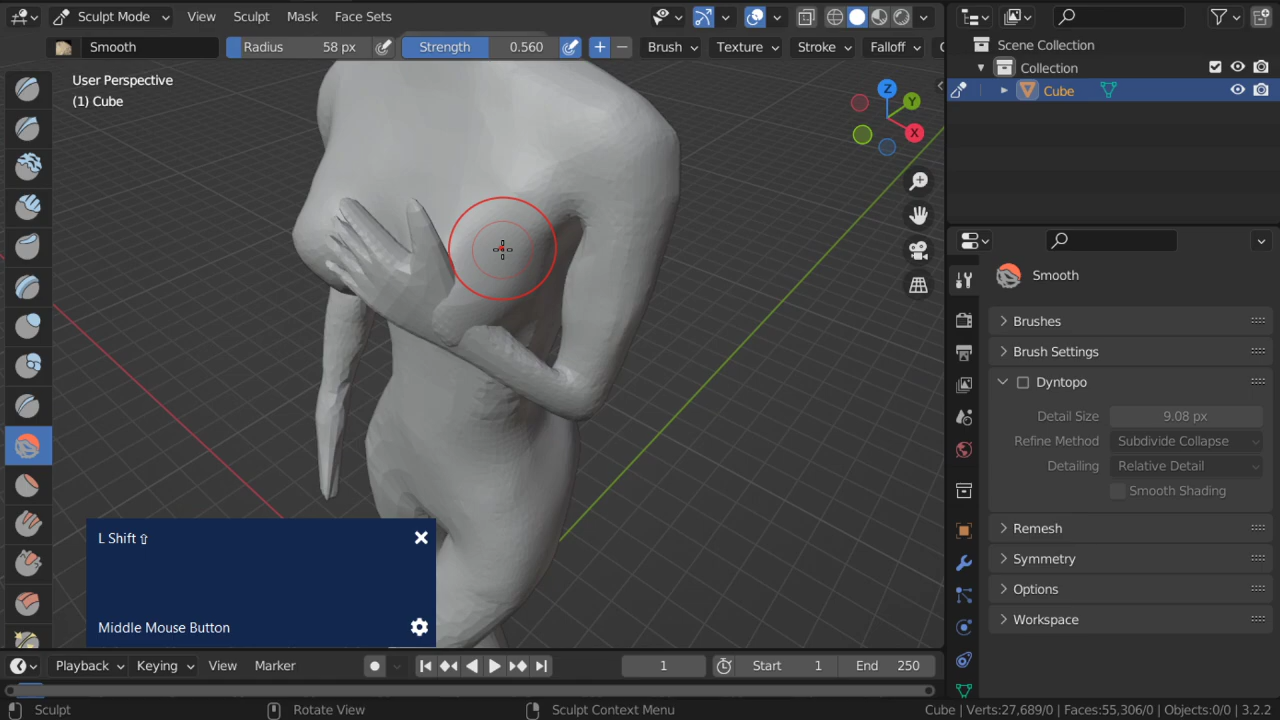 Sculpt Mode View Sculpt Mask Face Sets
Smooth Radius 58 px Strength 0.560 + − Brush Texture Stroke Falloff
User Perspective
(1) Cube
Z
Y
X
Scene Collection
Collection
Cube
Smooth
Brushes
Brush Settings
Dyntopo
Detail Size 9.08 px
Refine Method Subdivide Collapse
Detailing Relative Detail
Smooth Shading
Remesh
Symmetry
Options
Workspace
L Shift ⇧
Middle Mouse Button
Playback Keying View Marker 1 Start 1 End 250
Sculpt Rotate View Sculpt Context Menu Cube | Verts:27,689/0 | Faces:55,306/0 | Objects:0/0 | 3.2.2